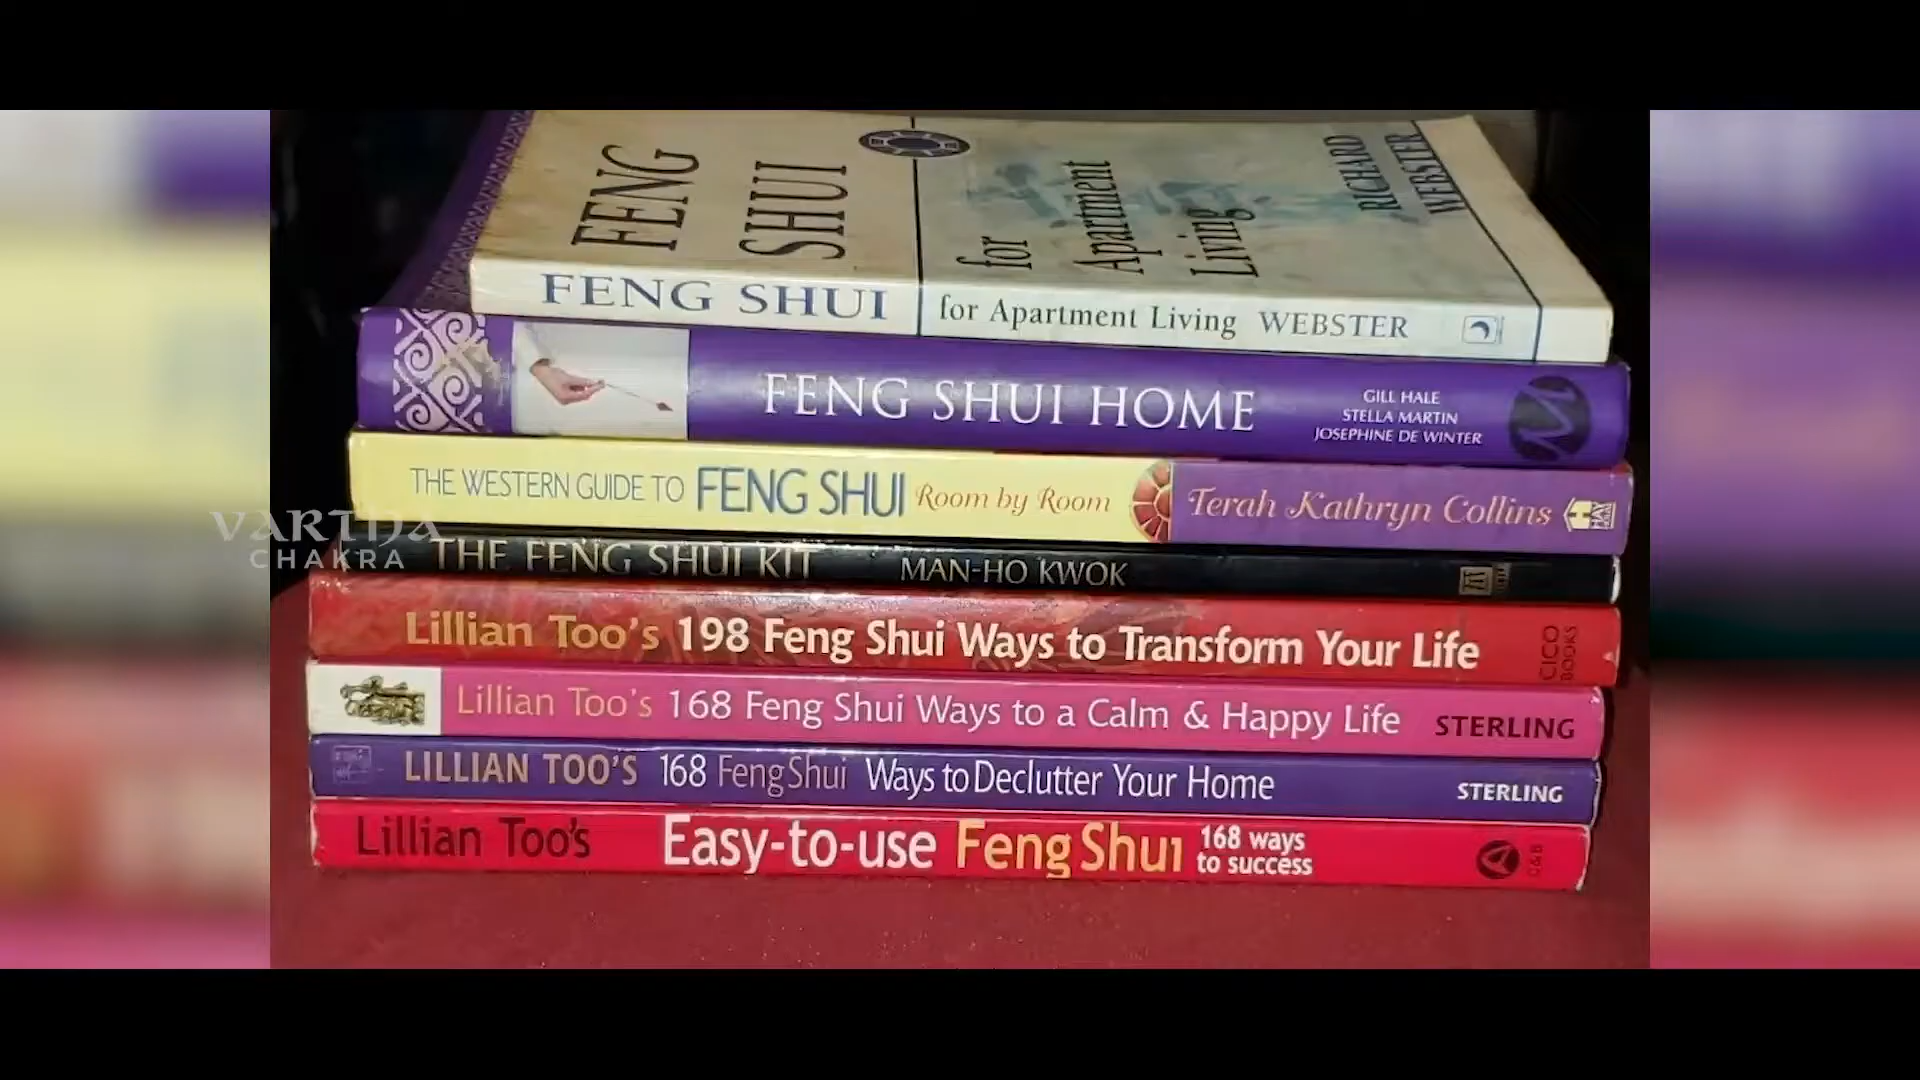 FENG
SHUI
for
Apartment
Living
RICHARD
WEBSTER
FENG SHUI for Apartment Living WEBSTER
FENG SHUI HOME
GILL HALE
STELLA MARTIN
JOSEPHINE DE WINTER
THE WESTERN GUIDE TO FENG SHUI Room by Room Terah Kathryn Collins HAY
VARTHA
CHAKRA
THE FENG SHUI KIT MAN-HO KWOK
Lillian Too's 198 Feng Shui Ways to Transform Your Life CICO
BOOKS
Lillian Too's 168 Feng Shui Ways to a Calm & Happy Life STERLING
LILLIAN TOO'S 168 Feng Shui Ways to Declutter Your Home STERLING
Lillian Too's Easy-to-use Feng Shui 168 ways
to success
C&B